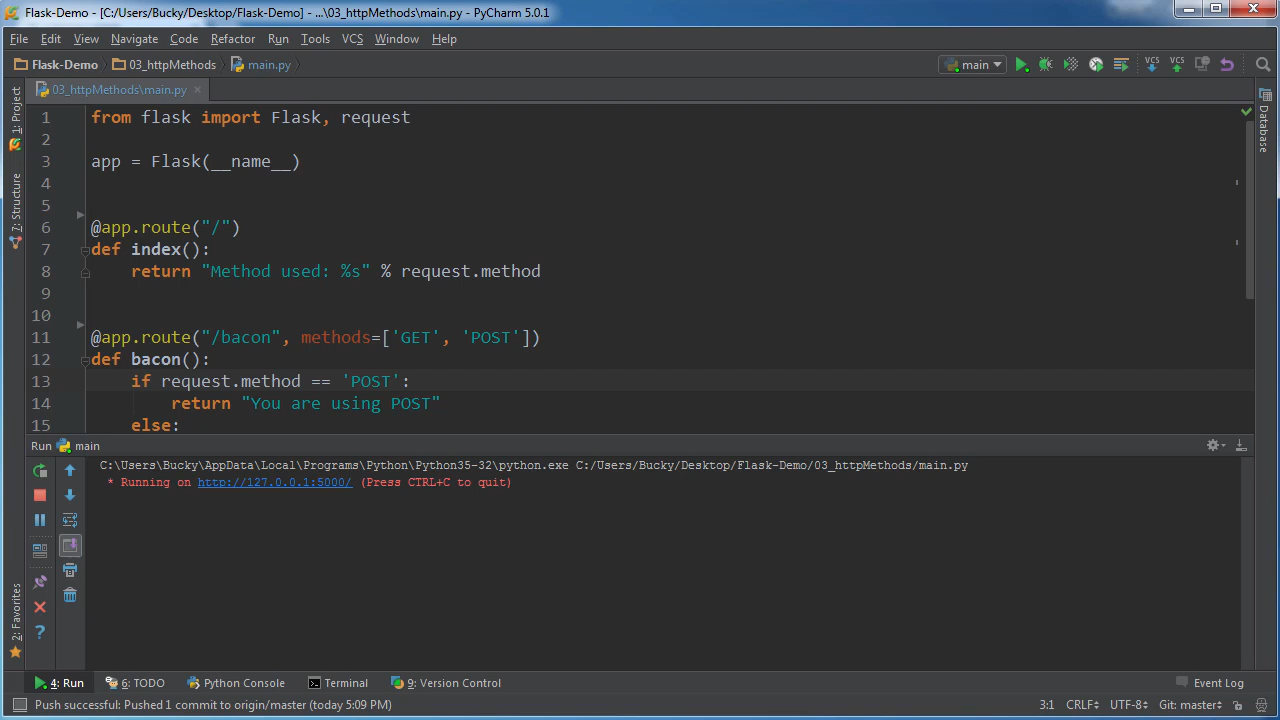 Flask-Demo - [C:/Users/Bucky/Desktop/Flask-Demo] - ...\03_httpMethods\main.py - PyCharm 5.0.1
File Edit View Navigate Code Refactor Run Tools VCS Window Help
Flask-Demo 03_httpMethods main.py main VCS VCS
1: Project
7: Structure
2: Favorites
Database
03_httpMethods\main.py
1 from flask import Flask, request
2
3 app = Flask(__name__)
4
5
6 @app.route("/")
7 def index():
8 return "Method used: %s" % request.method
9
10
11 @app.route("/bacon", methods=['GET', 'POST'])
12 def bacon():
13 if request.method == 'POST':
14 return "You are using POST"
15 else:
Run main
C:\Users\Bucky\AppData\Local\Programs\Python\Python35-32\python.exe C:/Users/Bucky/Desktop/Flask-Demo/03_httpMethods/main.py
* Running on http://127.0.0.1:5000/ (Press CTRL+C to quit)
4: Run 6: TODO Python Console Terminal 9: Version Control Event Log
Push successful: Pushed 1 commit to origin/master (today 5:09 PM) 3:1 CRLF UTF-8 Git: master